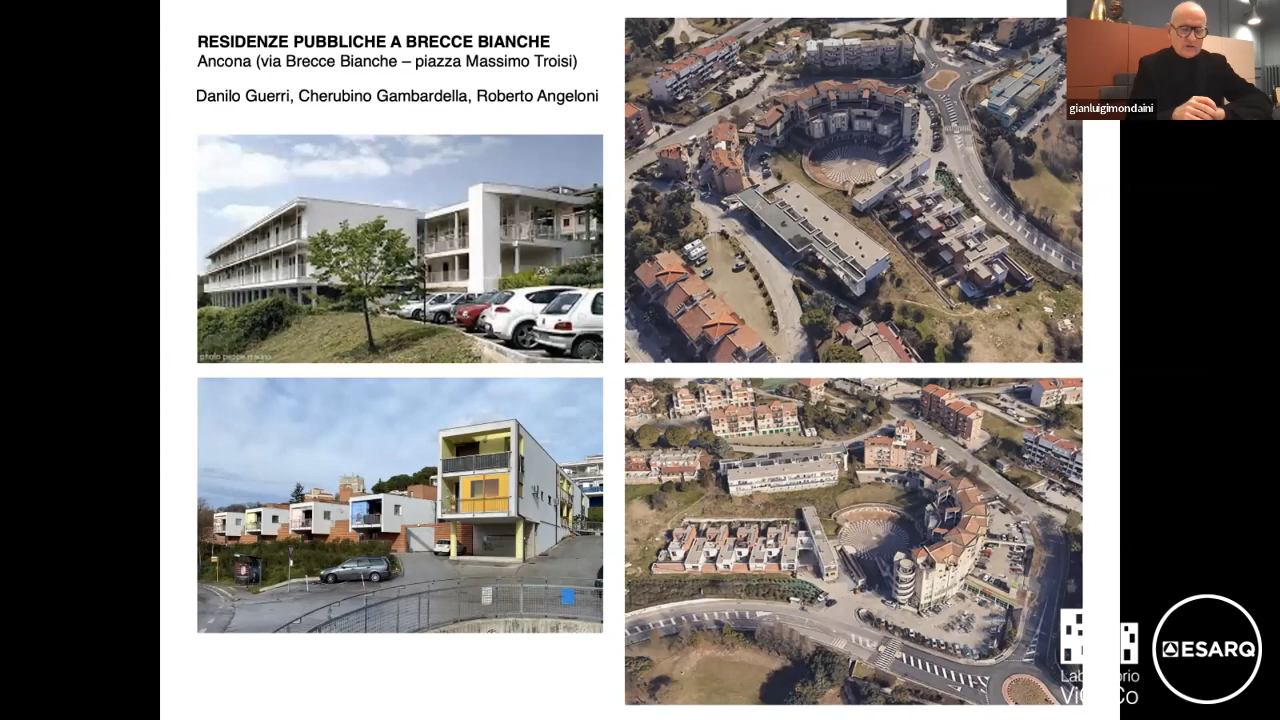 RESIDENZE PUBBLICHE A BRECCE BIANCHE
Ancona (via Brecce Bianche – piazza Massimo Troisi)
Danilo Guerri, Cherubino Gambardella, Roberto Angeloni
gianluigimondaini
ESARQ